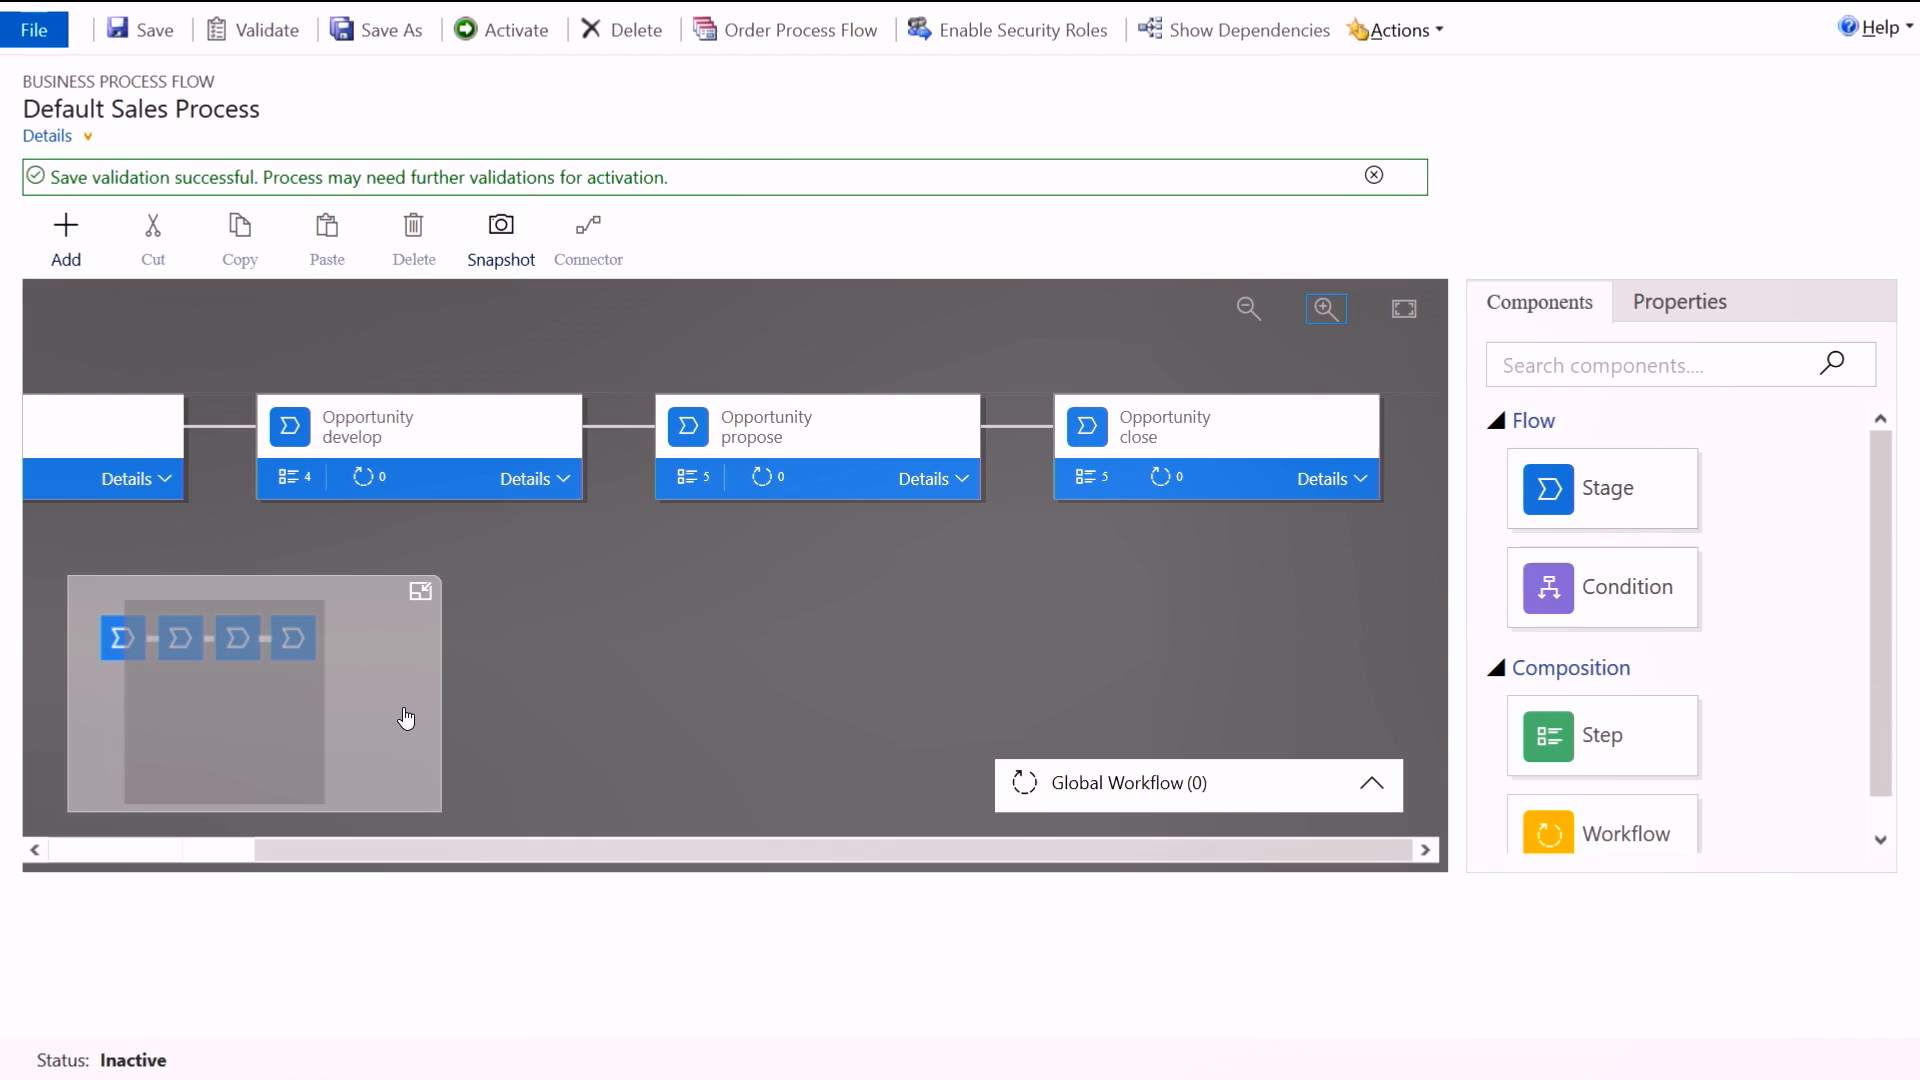 File
Save
Validate
Save As
Activate
Delete
Order Process Flow
Enable Security Roles
Show Dependencies
Actions
Help
BUSINESS PROCESS FLOW
Default Sales Process
Details
Save validation successful. Process may need further validations for activation.
Add
Cut
Copy
Paste
Delete
Snapshot
Connector
Components
Properties
Search components....
Flow
Stage
Condition
Composition
Step
Workflow
Details
Opportunity
develop
4
0
Details
Opportunity
propose
5
0
Details
Opportunity
close
5
0
Details
Global Workflow (0)
Status: Inactive